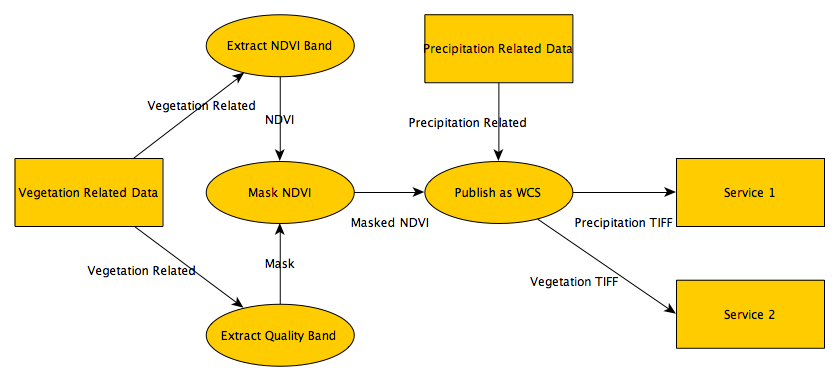 Extract NDVI Band
Precipitation Related Data
Vegetation Related
NDVI
Precipitation Related
Vegetation Related Data
Mask NDVI
Publish as WCS
Service 1
Masked NDVI
Precipitation TIFF
Vegetation Related
Mask
Vegetation TIFF
Extract Quality Band
Service 2